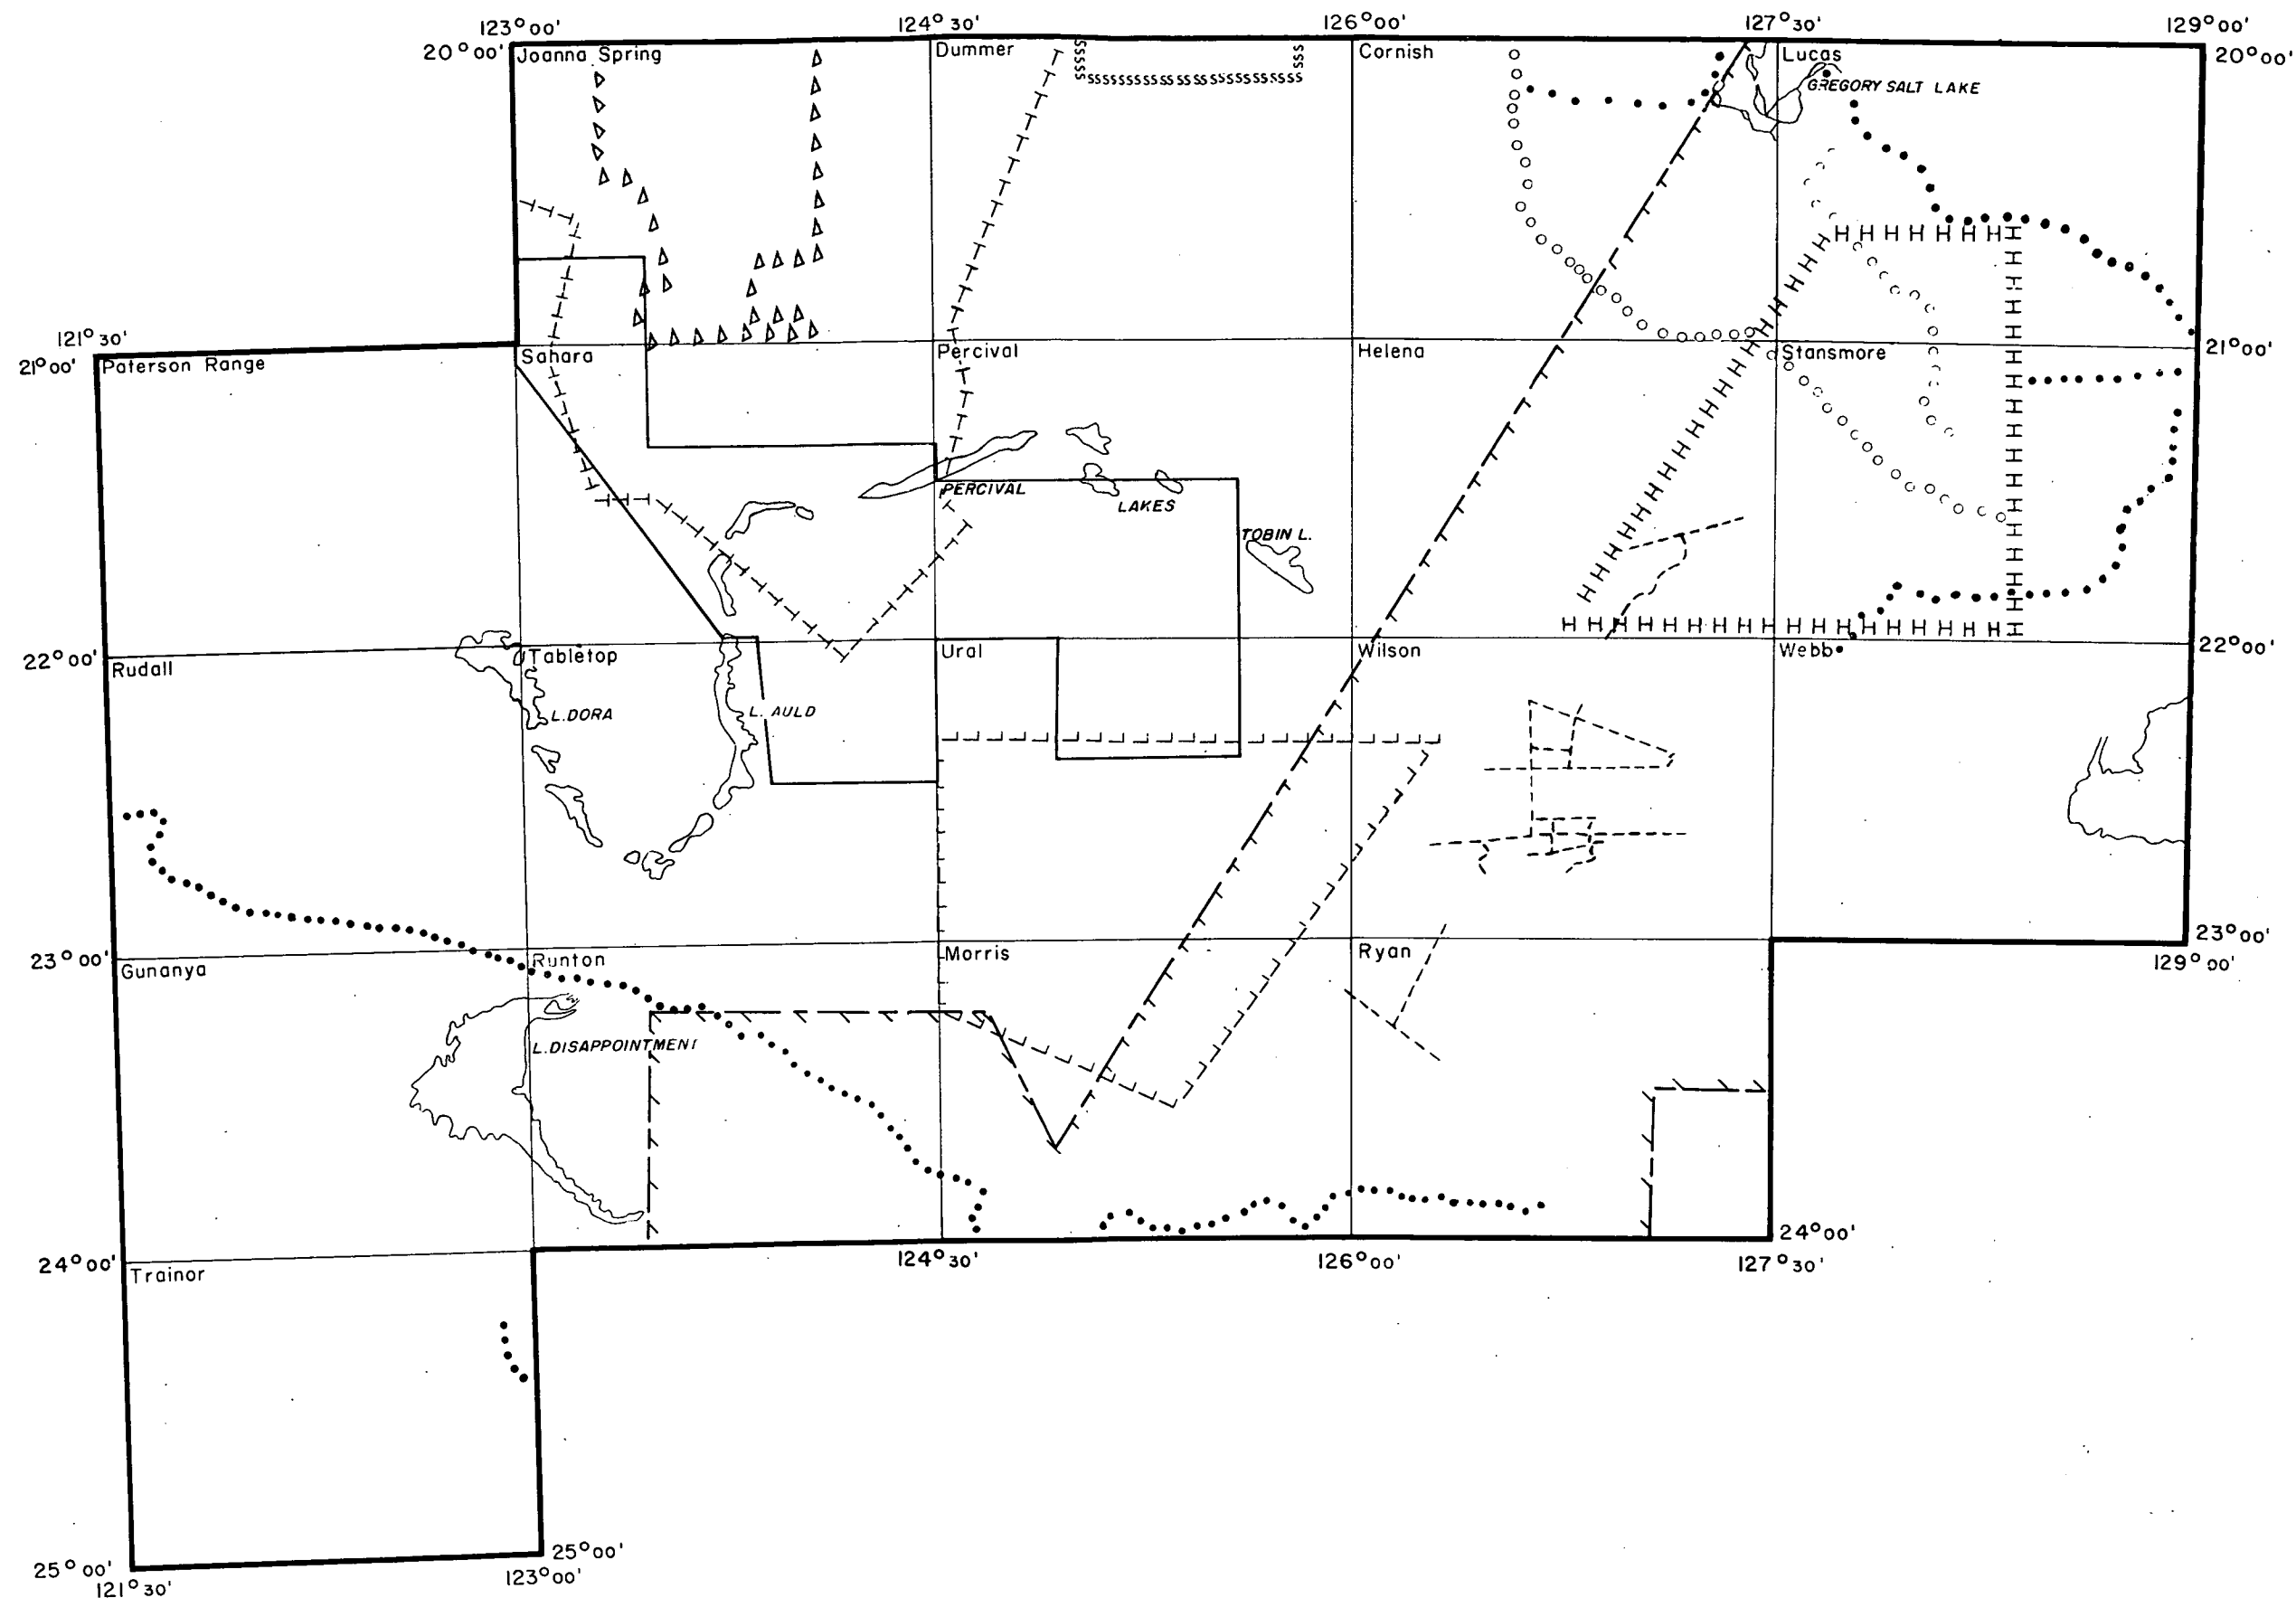 123°00' 124°30' 126°00' 127°30' 129°00'
20°00' Joanna Spring Dummer Cornish Lucas 20°00'
GREGORY SALT LAKE
121°30'
21°00' Paterson Range Sahara Percival Helena Stansmore 21°00'
PERCIVAL
LAKES
TOBIN L.
22°00' Rudall Tabletop Ural Wilson Webb 22°00'
L. DORA L. AULD
23°00' Gunanya Runton Morris Ryan 23°00'
129°00'
L. DISAPPOINTMENT
24°00' Trainor 24°00'
124°30' 126°00' 127°30'
25°00' 25°00'
121°30' 123°00'